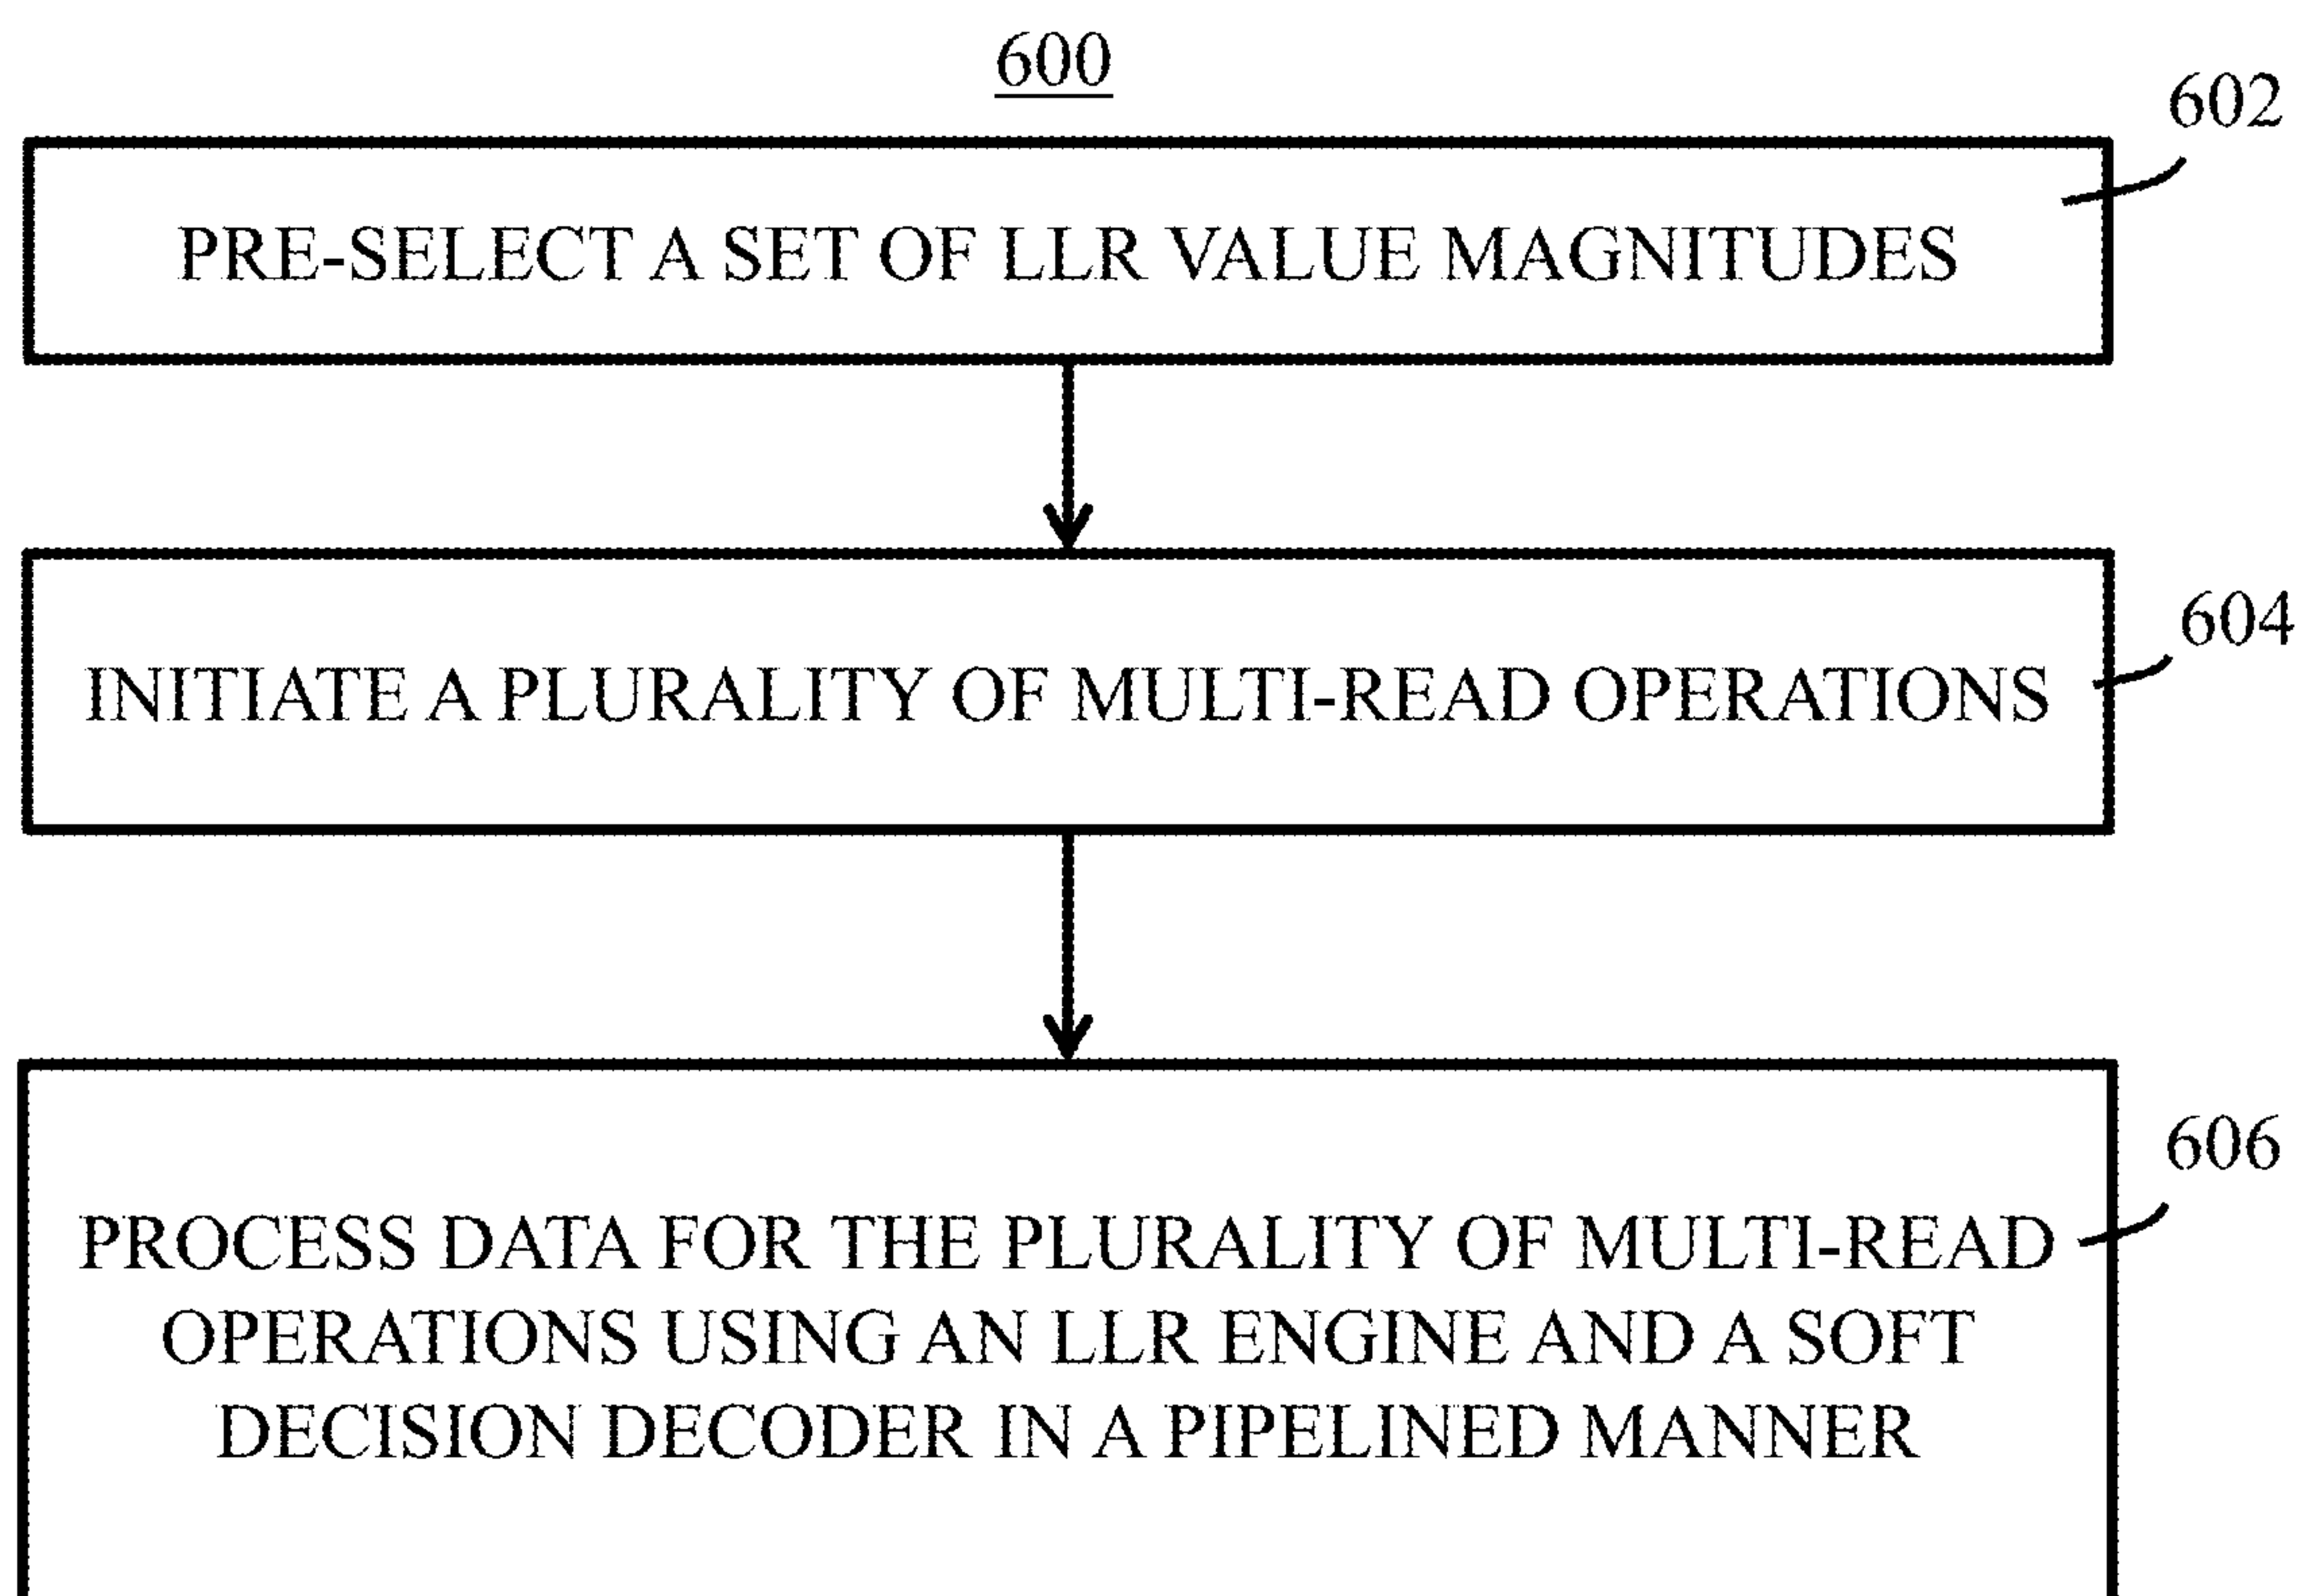 600
602
PRE-SELECT A SET OF LLR VALUE MAGNITUDES
604
INITIATE A PLURALITY OF MULTI-READ OPERATIONS
606
PROCESS DATA FOR THE PLURALITY OF MULTI-READ
OPERATIONS USING AN LLR ENGINE AND A SOFT
DECISION DECODER IN A PIPELINED MANNER